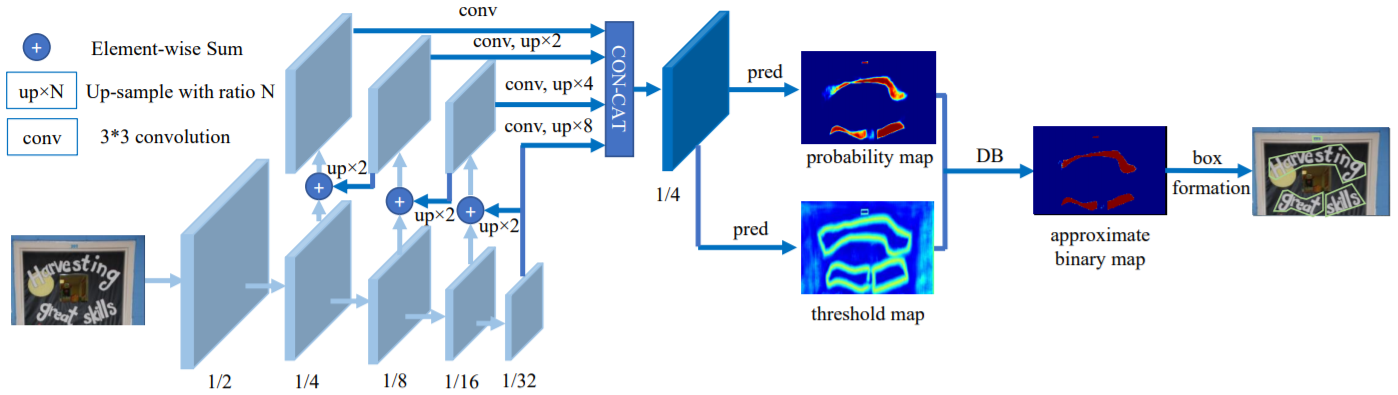 conv
conv, up×2
conv, up×4
conv, up×8
CON-CAT
+
Element-wise Sum
up×N
Up-sample with ratio N
conv
3*3 convolution
up×2
+
up×2
+
up×2
+
1/2
1/4
1/8
1/16
1/32
Harvesting
great skills
1/4
pred
probability map
pred
threshold map
DB
approximate
binary map
box
formation
Harvesting
great skills